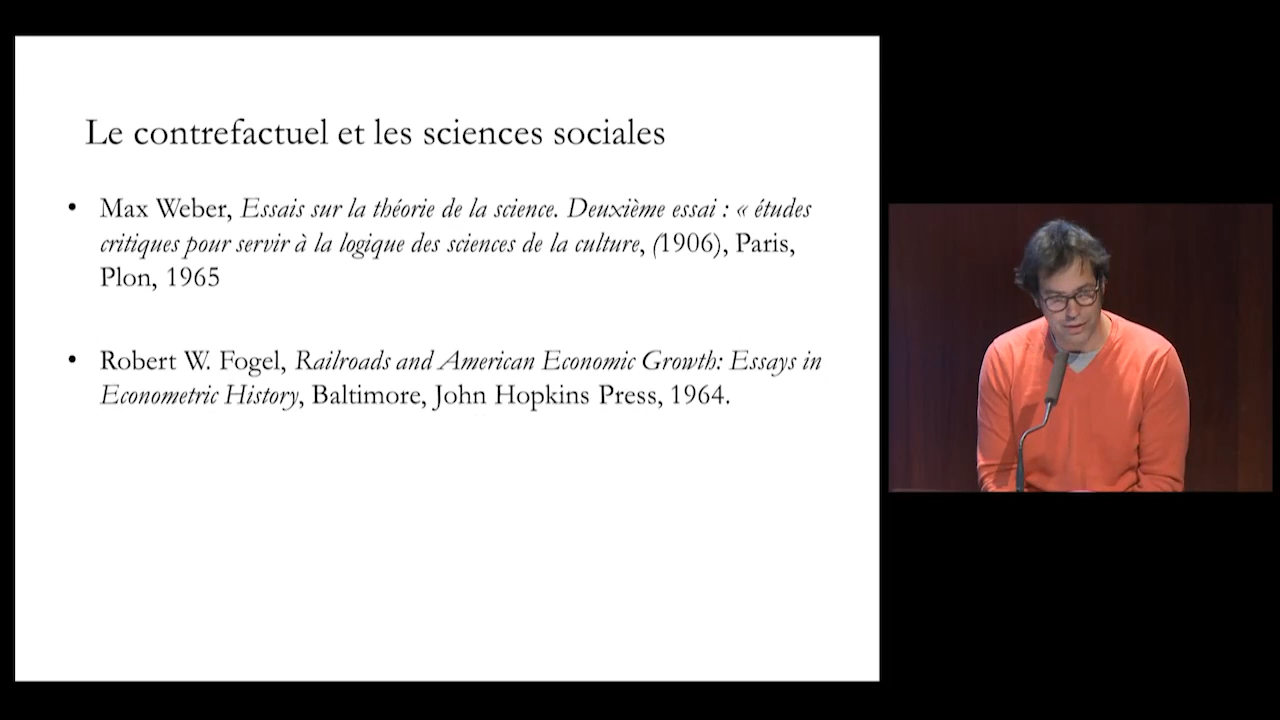 Le contrefactuel et les sciences sociales
• Max Weber, Essais sur la théorie de la science. Deuxième essai : « études
critiques pour servir à la logique des sciences de la culture, (1906), Paris,
Plon, 1965
• Robert W. Fogel, Railroads and American Economic Growth: Essays in
Econometric History, Baltimore, John Hopkins Press, 1964.